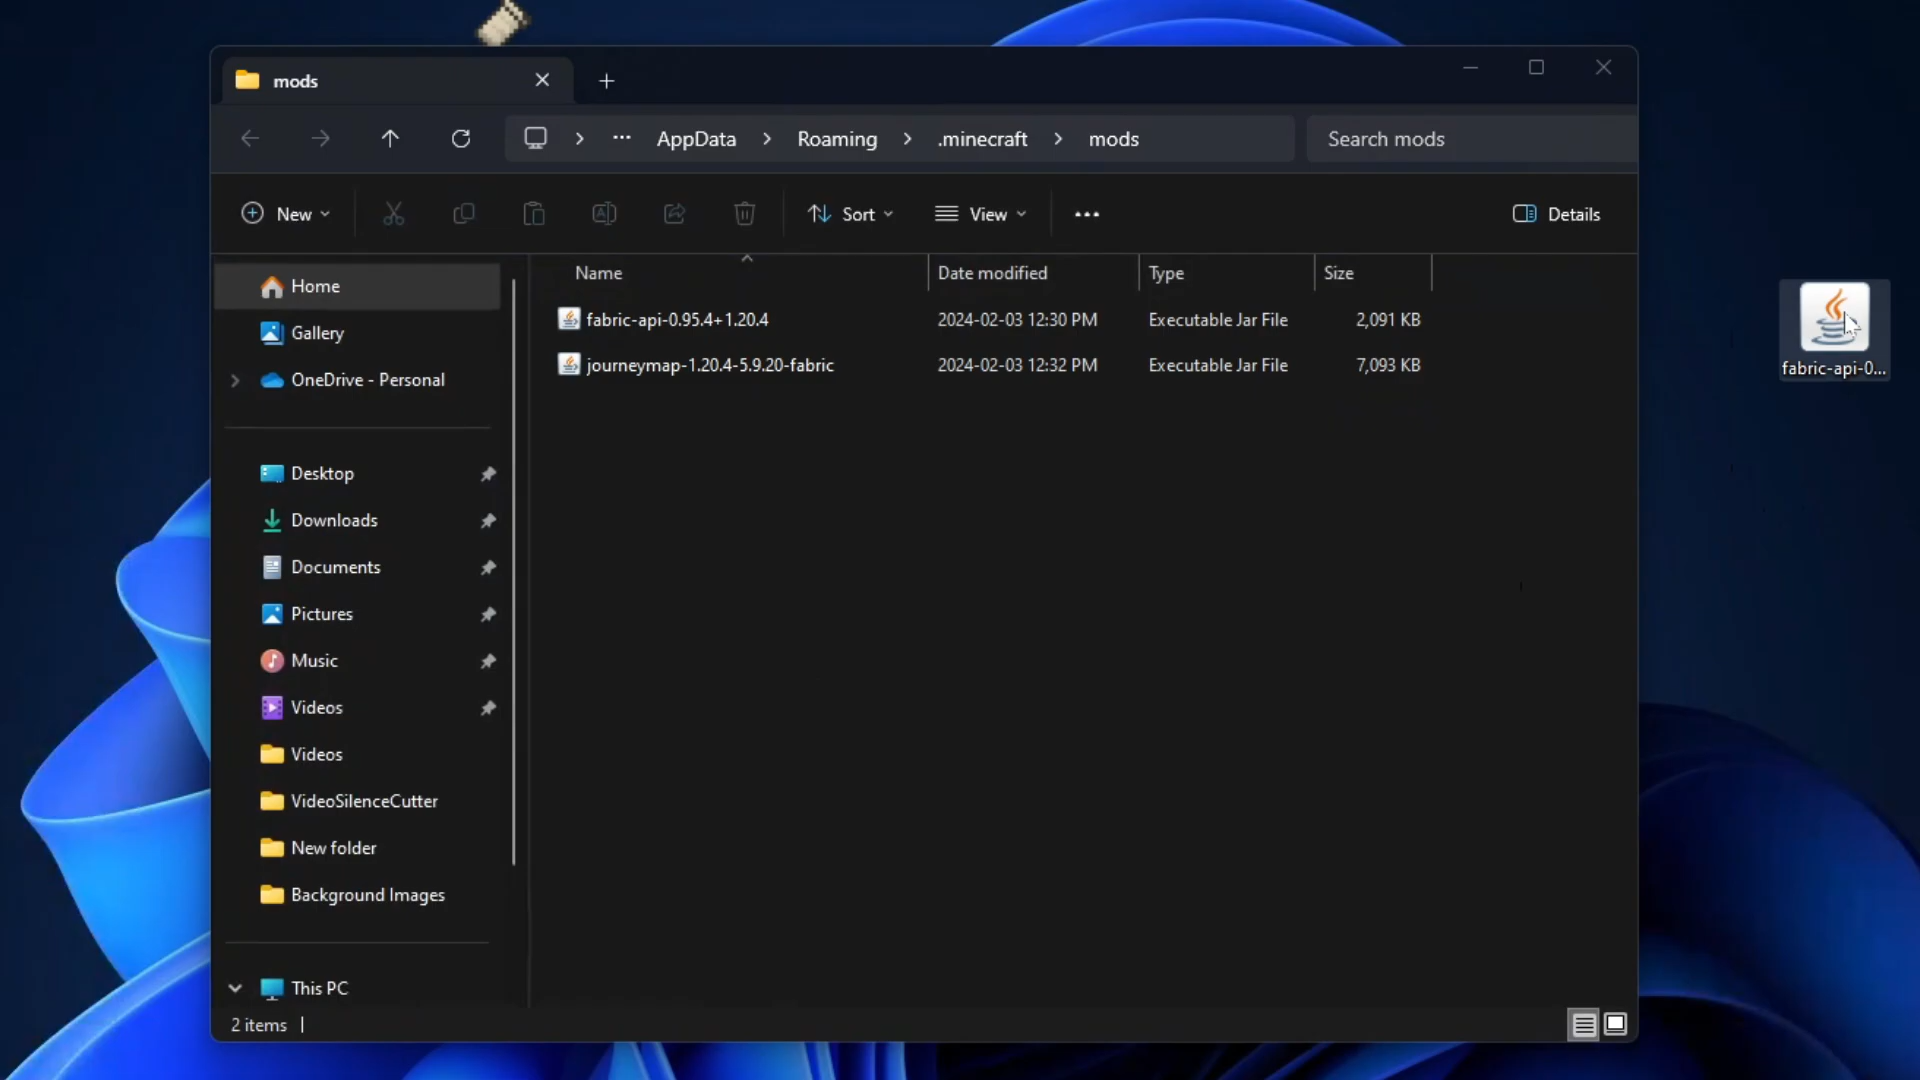 mods
AppData
Roaming
.minecraft
mods
Search mods
New
Sort
View
Details
Name
Date modified
Type
Size
fabric-api-0.95.4+1.20.4
2024-02-03 12:30 PM
Executable Jar File
2,091 KB
journeymap-1.20.4-5.9.20-fabric
2024-02-03 12:32 PM
Executable Jar File
7,093 KB
Home
Gallery
OneDrive - Personal
Desktop
Downloads
Documents
Pictures
Music
Videos
Videos
VideoSilenceCutter
New folder
Background Images
This PC
2 items
fabric-api-0...